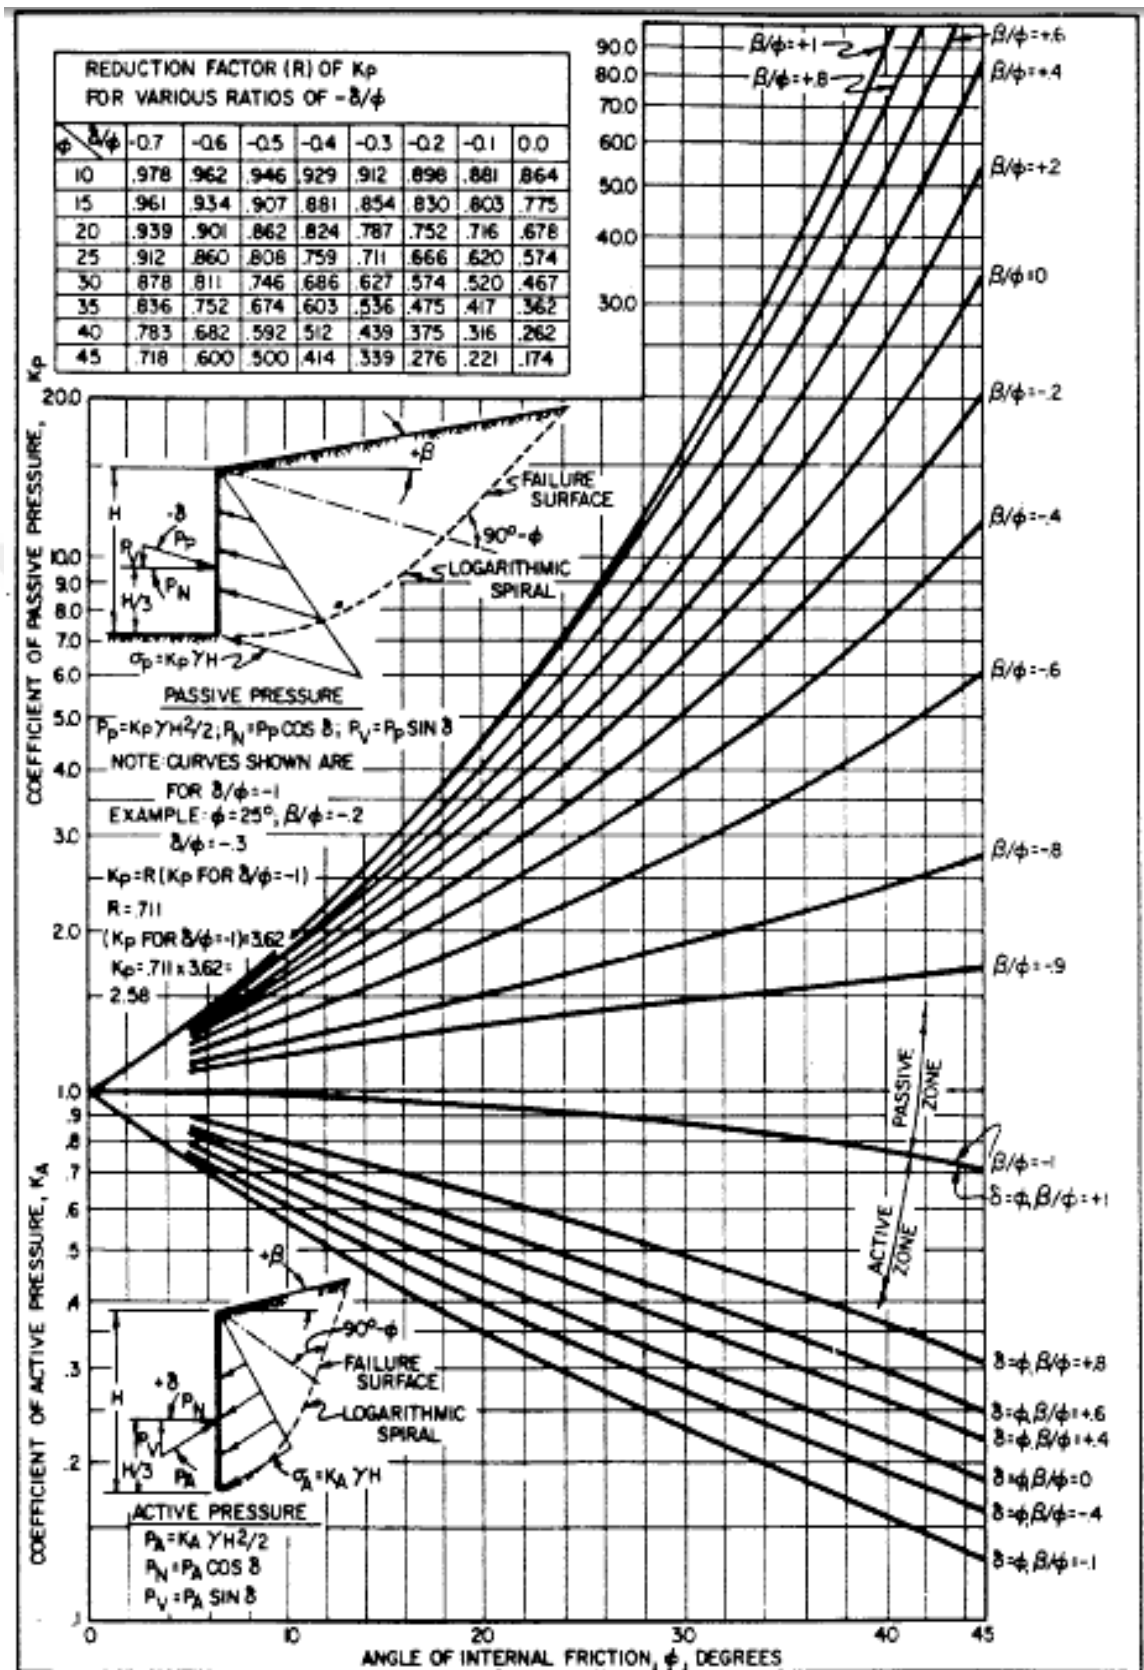 REDUCTION FACTOR (R) OF Kp
FOR VARIOUS RATIOS OF -δ/ϕ
ϕ δ/ϕ -0.7 -0.6 -0.5 -0.4 -0.3 -0.2 -0.1 0.0
10 .978 .962 .946 .929 .912 .898 .881 .864
15 .961 .934 .907 .881 .854 .830 .803 .775
20 .939 .901 .862 .824 .787 .752 .716 .678
25 .912 .860 .808 .759 .711 .666 .620 .574
30 .878 .811 .746 .686 .627 .574 .520 .467
35 .836 .752 .674 .603 .536 .475 .417 .362
40 .783 .682 .592 .512 .439 .375 .316 .262
45 .718 .600 .500 .414 .339 .276 .221 .174
COEFFICIENT OF PASSIVE PRESSURE, Kp
90.0
80.0
70.0
60.0
50.0
40.0
30.0
20.0
10.0
9.0
8.0
7.0
6.0
5.0
4.0
3.0
2.0
1.0
β/ϕ=+1
β/ϕ=+.8
β/ϕ=+.6
β/ϕ=+.4
β/ϕ=+.2
β/ϕ=0
β/ϕ=-.2
β/ϕ=-.4
β/ϕ=-.6
β/ϕ=-.8
β/ϕ=-.9
β/ϕ=-1
δ=ϕ,β/ϕ=+1
+β
H
-δ
Pp
Pv
PN
H/3
FAILURE
SURFACE
90°-ϕ
LOGARITHMIC
SPIRAL
σp=Kp γH
PASSIVE PRESSURE
Pp=Kp γH2/2; PN=Pp COS δ; Pv=Pp SIN δ
NOTE: CURVES SHOWN ARE
FOR δ/ϕ=-1
EXAMPLE: ϕ=25°, β/ϕ=-.2
δ/ϕ=-.3
Kp=R(Kp FOR δ/ϕ=-1)
R=.711
(Kp FOR δ/ϕ=-1)=3.62
Kp=.711 x 3.62=
2.58
PASSIVE
ZONE
ACTIVE
ZONE
COEFFICIENT OF ACTIVE PRESSURE, KA
.9
.8
.7
.6
.5
.4
.3
.2
.1
δ=ϕ,β/ϕ=+.8
δ=ϕ,β/ϕ=+.6
δ=ϕ,β/ϕ=+.4
δ=ϕ,β/ϕ=0
δ=ϕ,β/ϕ=-.4
δ=ϕ,β/ϕ=-.1
+β
90°-ϕ
FAILURE
SURFACE
LOGARITHMIC
SPIRAL
H
+δ
PN
Pv
H/3
PA
σA=KA γH
ACTIVE PRESSURE
PA=KA γH2/2
PN=PA COS δ
Pv=PA SIN δ
0 10 20 30 40 45
ANGLE OF INTERNAL FRICTION, ϕ, DEGREES